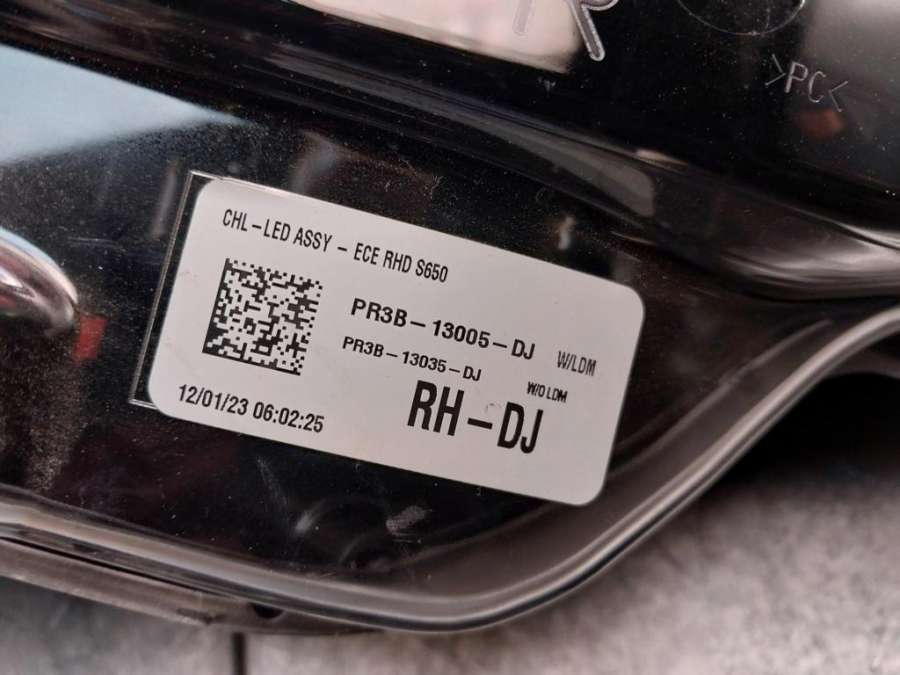 R
>PC<
CHL-LED ASSY - ECE RHD S650
PR3B-13005-DJ W/LDM
PR3B-13035-DJ W/O LDM
RH-DJ
12/01/23 06:02:25